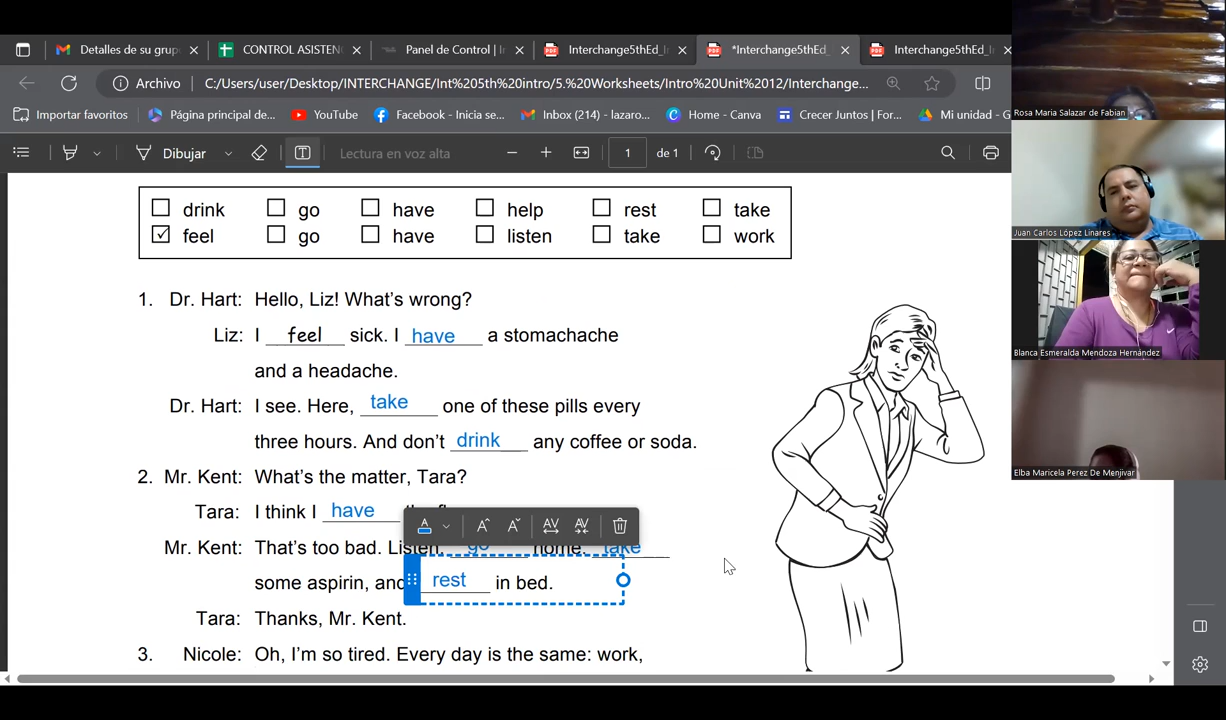 Detalles de su grup
CONTROL ASISTEN
Panel de Control | I
Interchange5thEd_
*Interchange5thEd_
Interchange5thEd_I
Archivo
C:/Users/user/Desktop/INTERCHANGE/Int%205th%20intro/5.%20Worksheets/Intro%20Unit%2012/Interchange...
Importar favoritos
Página principal de...
YouTube
Facebook - Inicia se...
Inbox (214) - lazaro...
Home - Canva
Crecer Juntos | For...
Mi unidad - G
Dibujar
Lectura en voz alta
1
de 1
drink go have help rest take
feel go have listen take work
1. Dr. Hart: Hello, Liz! What's wrong?
Liz: I feel sick. I have a stomachache
and a headache.
Dr. Hart: I see. Here, take one of these pills every
three hours. And don't drink any coffee or soda.
2. Mr. Kent: What's the matter, Tara?
Tara: I think I have
Mr. Kent: That's too bad. Listen, go home. take
some aspirin, and rest in bed.
Tara: Thanks, Mr. Kent.
3. Nicole: Oh, I'm so tired. Every day is the same: work,
Rosa Maria Salazar de Fabian
Juan Carlos López Linares
Blanca Esmeralda Mendoza Hernández
Elba Maricela Perez De Menjivar